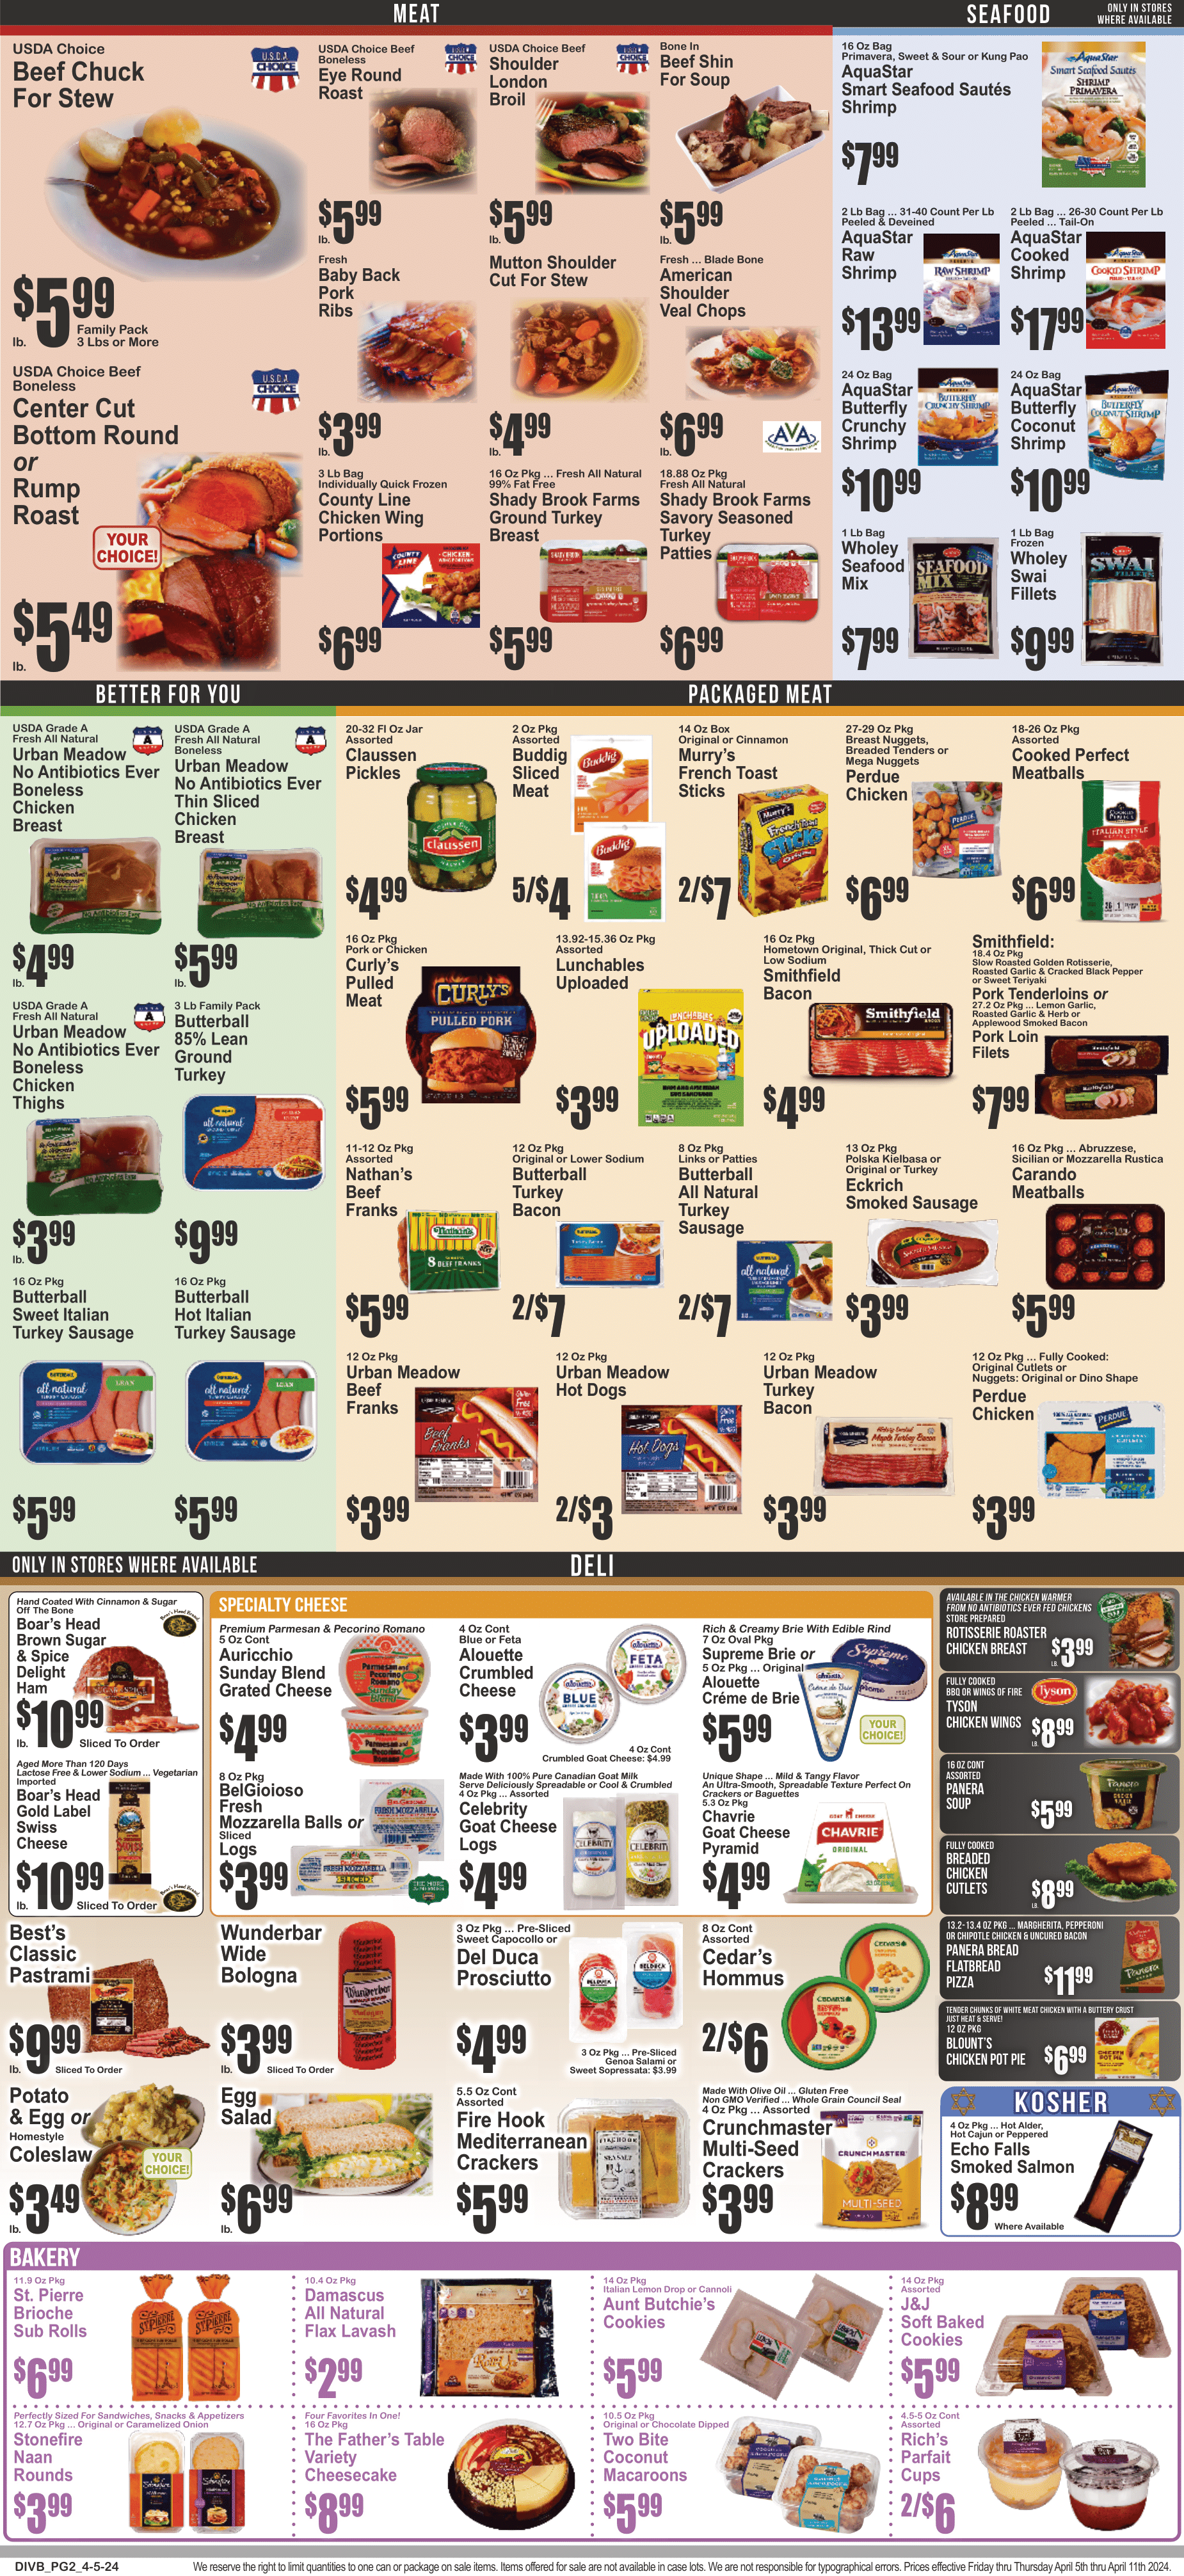 MEAT
SEAFOOD
ONLY IN STORES
WHERE AVAILABLE
USDA Choice
Beef Chuck
For Stew
$5.99
lb.
Family Pack
3 Lbs or More
USDA Choice Beef
Boneless
Center Cut
Bottom Round
or
Rump
Roast
YOUR
CHOICE!
$5.49
lb.
USDA Choice Beef
Boneless
Eye Round
Roast
$5.99
lb.
USDA Choice Beef
Shoulder
London
Broil
$5.99
lb.
Bone In
Beef Shin
For Soup
$5.99
lb.
Fresh
Baby Back
Pork
Ribs
$3.99
lb.
Mutton Shoulder
Cut For Stew
$4.99
lb.
Fresh ... Blade Bone
American
Shoulder
Veal Chops
$6.99
lb.
AVA
3 Lb Bag
Individually Quick Frozen
County Line
Chicken Wing
Portions
$6.99
16 Oz Pkg ... Fresh All Natural
99% Fat Free
Shady Brook Farms
Ground Turkey
Breast
$5.99
18.88 Oz Pkg
Fresh All Natural
Shady Brook Farms
Savory Seasoned
Turkey
Patties
$6.99
16 Oz Bag
Primavera, Sweet & Sour or Kung Pao
AquaStar
Smart Seafood Sautés
Shrimp
$7.99
2 Lb Bag ... 31-40 Count Per Lb
Peeled & Deveined
AquaStar
Raw
Shrimp
$13.99
2 Lb Bag ... 26-30 Count Per Lb
Peeled ... Tail-On
AquaStar
Cooked
Shrimp
$17.99
24 Oz Bag
AquaStar
Butterfly
Crunchy
Shrimp
$10.99
24 Oz Bag
AquaStar
Butterfly
Coconut
Shrimp
$10.99
1 Lb Bag
Wholey
Seafood
Mix
$7.99
1 Lb Bag
Frozen
Wholey
Swai
Fillets
$9.99
BETTER FOR YOU
PACKAGED MEAT
USDA Grade A
Fresh All Natural
Urban Meadow
No Antibiotics Ever
Boneless
Chicken
Breast
$4.99
lb.
USDA Grade A
Fresh All Natural
Boneless
Urban Meadow
No Antibiotics Ever
Thin Sliced
Chicken
Breast
$5.99
lb.
USDA Grade A
Fresh All Natural
Urban Meadow
No Antibiotics Ever
Boneless
Chicken
Thighs
$3.99
lb.
3 Lb Family Pack
Butterball
85% Lean
Ground
Turkey
$9.99
16 Oz Pkg
Butterball
Sweet Italian
Turkey Sausage
$5.99
16 Oz Pkg
Butterball
Hot Italian
Turkey Sausage
$5.99
20-32 Fl Oz Jar
Assorted
Claussen
Pickles
$4.99
2 Oz Pkg
Assorted
Buddig
Sliced
Meat
5/$4
14 Oz Box
Original or Cinnamon
Murry's
French Toast
Sticks
2/$7
27-29 Oz Pkg
Breast Nuggets,
Breaded Tenders or
Mega Nuggets
Perdue
Chicken
$6.99
18-26 Oz Pkg
Assorted
Cooked Perfect
Meatballs
$6.99
16 Oz Pkg
Pork or Chicken
Curly's
Pulled
Meat
$5.99
13.92-15.36 Oz Pkg
Assorted
Lunchables
Uploaded
$3.99
16 Oz Pkg
Hometown Original, Thick Cut or
Low Sodium
Smithfield
Bacon
$4.99
Smithfield:
18.4 Oz Pkg
Slow Roasted Golden Rotisserie,
Roasted Garlic & Cracked Black Pepper
or Sweet Teriyaki
Pork Tenderloins or
27.2 Oz Pkg ... Lemon Garlic,
Roasted Garlic & Herb or
Applewood Smoked Bacon
Pork Loin
Filets
$7.99
11-12 Oz Pkg
Assorted
Nathan's
Beef
Franks
$5.99
12 Oz Pkg
Original or Lower Sodium
Butterball
Turkey
Bacon
2/$7
8 Oz Pkg
Links or Patties
Butterball
All Natural
Turkey
Sausage
2/$7
13 Oz Pkg
Polska Kielbasa or
Original or Turkey
Eckrich
Smoked Sausage
$3.99
16 Oz Pkg ... Abruzzese,
Sicilian or Mozzarella Rustica
Carando
Meatballs
$5.99
12 Oz Pkg
Urban Meadow
Beef
Franks
$3.99
12 Oz Pkg
Urban Meadow
Hot Dogs
2/$3
12 Oz Pkg
Urban Meadow
Turkey
Bacon
$3.99
12 Oz Pkg ... Fully Cooked:
Original Cutlets or
Nuggets: Original or Dino Shape
Perdue
Chicken
$3.99
ONLY IN STORES WHERE AVAILABLE
DELI
Hand Coated With Cinnamon & Sugar
Off The Bone
Boar's Head
Brown Sugar
& Spice
Delight
Ham
$10.99
lb.
Sliced To Order
Aged More Than 120 Days
Lactose Free & Lower Sodium ... Vegetarian
Imported
Boar's Head
Gold Label
Swiss
Cheese
$10.99
lb.
Sliced To Order
SPECIALTY CHEESE
Premium Parmesan & Pecorino Romano
5 Oz Cont
Auricchio
Sunday Blend
Grated Cheese
$4.99
4 Oz Cont
Blue or Feta
Alouette
Crumbled
Cheese
$3.99
4 Oz Cont
Crumbled Goat Cheese: $4.99
Rich & Creamy Brie With Edible Rind
7 Oz Oval Pkg
Supreme Brie or
5 Oz Pkg ... Original
Alouette
Créme de Brie
$5.99
YOUR
CHOICE!
8 Oz Pkg
BelGioioso
Fresh
Mozzarella Balls or
Sliced
Logs
$3.99
Made With 100% Pure Canadian Goat Milk
Serve Deliciously Spreadable or Cool & Crumbled
4 Oz Pkg ... Assorted
Celebrity
Goat Cheese
Logs
$4.99
Unique Shape ... Mild & Tangy Flavor
An Ultra-Smooth, Spreadable Texture Perfect On
Crackers or Baguettes
5.3 Oz Pkg
Chavrie
Goat Cheese
Pyramid
$4.99
AVAILABLE IN THE CHICKEN WARMER
FROM NO ANTIBIOTICS EVER FED CHICKENS
STORE PREPARED
ROTISSERIE ROASTER
CHICKEN BREAST
$3.99
LB.
FULLY COOKED
BBQ OR WINGS OF FIRE
TYSON
CHICKEN WINGS
$8.99
LB.
16 OZ CONT
ASSORTED
PANERA
SOUP
$5.99
FULLY COOKED
BREADED
CHICKEN
CUTLETS
$8.99
LB.
13.2-13.4 OZ PKG ... MARGHERITA, PEPPERONI
OR CHIPOTLE CHICKEN & UNCURED BACON
PANERA BREAD
FLATBREAD
PIZZA
$11.99
TENDER CHUNKS OF WHITE MEAT CHICKEN WITH A BUTTERY CRUST
JUST HEAT & SERVE!
12 OZ PKG
BLOUNT'S
CHICKEN POT PIE
$6.99
Best's
Classic
Pastrami
$9.99
lb.
Sliced To Order
Wunderbar
Wide
Bologna
$3.99
lb.
Sliced To Order
3 Oz Pkg ... Pre-Sliced
Sweet Capocollo or
Del Duca
Prosciutto
$4.99
3 Oz Pkg ... Pre-Sliced
Genoa Salami or
Sweet Sopressata: $3.99
8 Oz Cont
Assorted
Cedar's
Hommus
2/$6
Potato
& Egg or
Homestyle
Coleslaw
YOUR
CHOICE!
$3.49
lb.
Egg
Salad
$6.99
lb.
5.5 Oz Cont
Assorted
Fire Hook
Mediterranean
Crackers
$5.99
Made With Olive Oil ... Gluten Free
Non GMO Verified ... Whole Grain Council Seal
4 Oz Pkg ... Assorted
Crunchmaster
Multi-Seed
Crackers
$3.99
KOSHER
4 Oz Pkg ... Hot Alder,
Hot Cajun or Peppered
Echo Falls
Smoked Salmon
$8.99
Where Available
BAKERY
11.9 Oz Pkg
St. Pierre
Brioche
Sub Rolls
$6.99
10.4 Oz Pkg
Damascus
All Natural
Flax Lavash
$2.99
14 Oz Pkg
Italian Lemon Drop or Cannoli
Aunt Butchie's
Cookies
$5.99
14 Oz Pkg
Assorted
J&J
Soft Baked
Cookies
$5.99
Perfectly Sized For Sandwiches, Snacks & Appetizers
12.7 Oz Pkg ... Original or Caramelized Onion
Stonefire
Naan
Rounds
$3.99
Four Favorites In One!
16 Oz Pkg
The Father's Table
Variety
Cheesecake
$8.99
10.5 Oz Pkg
Original or Chocolate Dipped
Two Bite
Coconut
Macaroons
$5.99
4.5-5 Oz Cont
Assorted
Rich's
Parfait
Cups
2/$6
DIVB_PG2_4-5-24
We reserve the right to limit quantities to one can or package on sale items. Items offered for sale are not available in case lots. We are not responsible for typographical errors. Prices effective Friday thru Thursday April 5th thru April 11th 2024.